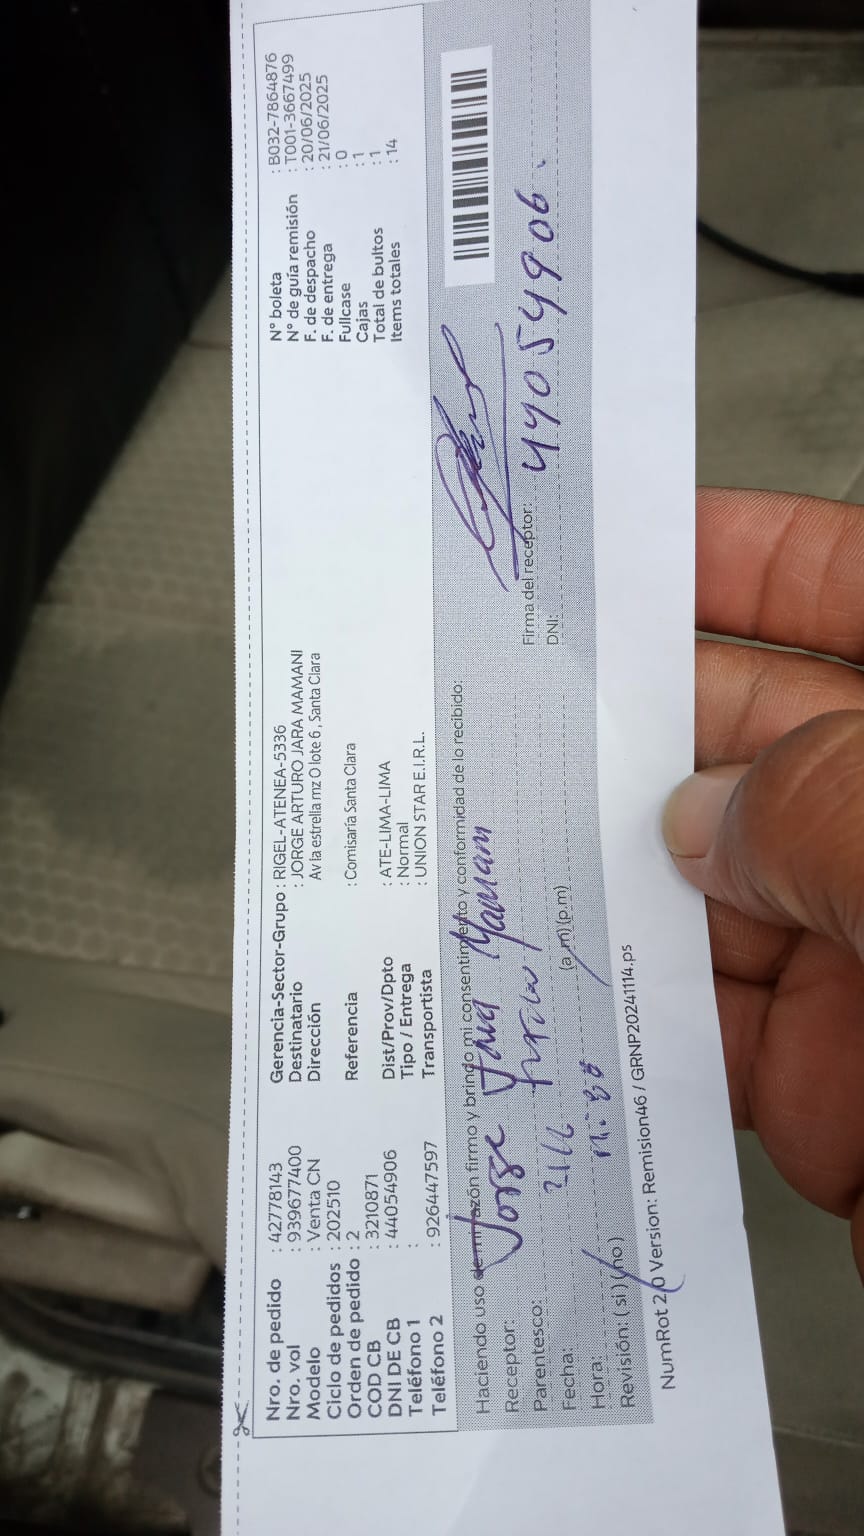 Nro. de pedido : 42778143
Nro. vol : 939677400
Modelo : Venta CN
Ciclo de pedidos : 202510
Orden de pedido : 2
COD CB : 3210871
DNI DE CB : 44054906
Teléfono 1 :
Teléfono 2 : 926447597
Gerencia-Sector-Grupo : RIGEL-ATENEA-5336
Destinatario : JORGE ARTURO JARA MAMANI
Dirección Av la estrella mz O lote 6 , Santa Clara
Referencia : Comisaría Santa Clara
Dist/Prov/Dpto : ATE-LIMA-LIMA
Tipo / Entrega : Normal
Transportista : UNION STAR E.I.R.L.
N° boleta : B032-7864876
N° de guía remisión : T001-3667499
F. de despacho : 20/06/2025
F. de entrega : 21/06/2025
Fullcase : 0
Cajas : 1
Total de bultos : 1
Items totales : 14
Haciendo uso de mi razón firmo y brindo mi consentimiento y conformidad de lo recibido:
Receptor: Jorge Jara Mamani
Parentesco:
Fecha: 21/6
Hora: (a.m)(p.m)
Revisión: ( si ) ( no )
Firma del receptor:
DNI: 44054906.
NumRot 2.0 Version: Remision46 / GRNP20241114.ps